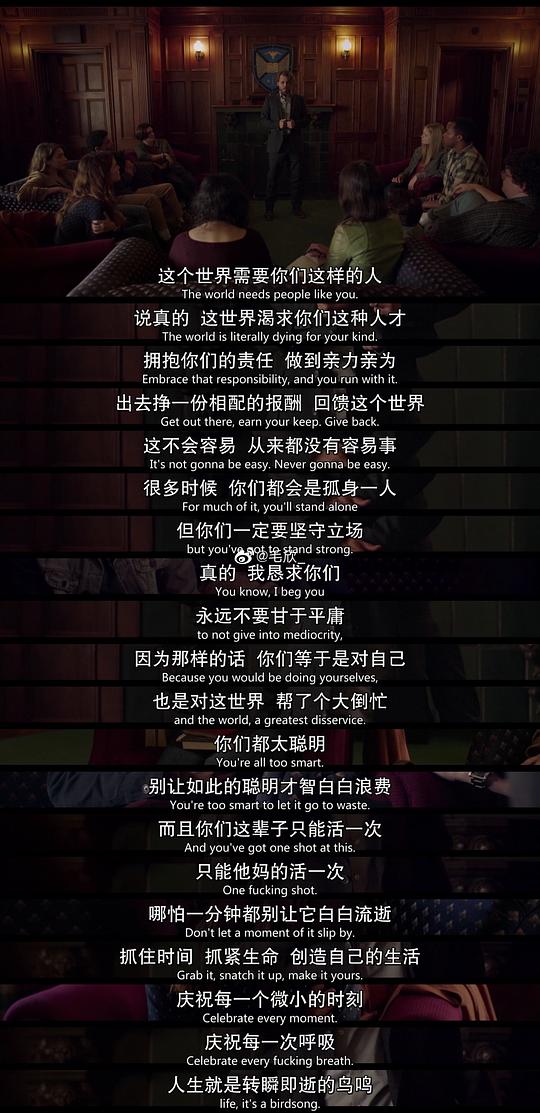 这个世界需要你们这样的人
The world needs people like you.
说真的 这世界渴求你们这种人才
The world is literally dying for your kind.
拥抱你们的责任 做到亲力亲为
Embrace that responsibility, and you run with it.
出去挣一份相配的报酬 回馈这个世界
Get out there, earn your keep. Give back.
这不会容易 从来都没有容易事
It's not gonna be easy. Never gonna be easy.
很多时候 你们都会是孤身一人
For much of it, you'll stand alone
但你们一定要坚守立场
but you've got to stand strong.
@毛欣_
真的 我恳求你们
You know, I beg you
永远不要甘于平庸
to not give into mediocrity,
因为那样的话 你们等于是对自己
Because you would be doing yourselves,
也是对这世界 帮了个大倒忙
and the world, a greatest disservice.
你们都太聪明
You're all too smart.
别让如此的聪明才智白白浪费
You're too smart to let it go to waste.
而且你们这辈子只能活一次
And you've got one shot at this.
只能他妈的活一次
One fucking shot.
哪怕一分钟都别让它白白流逝
Don't let a moment of it slip by.
抓住时间 抓紧生命 创造自己的生活
Grab it, snatch it up, make it yours.
庆祝每一个微小的时刻
Celebrate every moment.
庆祝每一次呼吸
Celebrate every fucking breath.
人生就是转瞬即逝的鸟鸣
life, it's a birdsong.